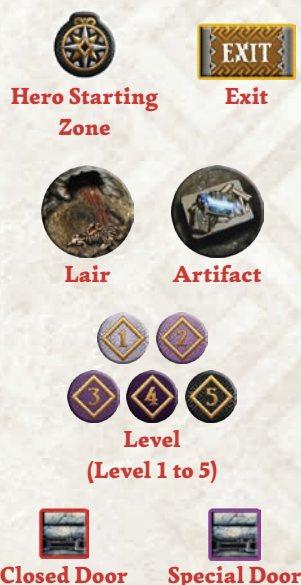 EXIT
Hero Starting Exit
Zone
Lair Artifact
1 2
3 4 5
Level
(Level 1 to 5)
Closed Door Special Door